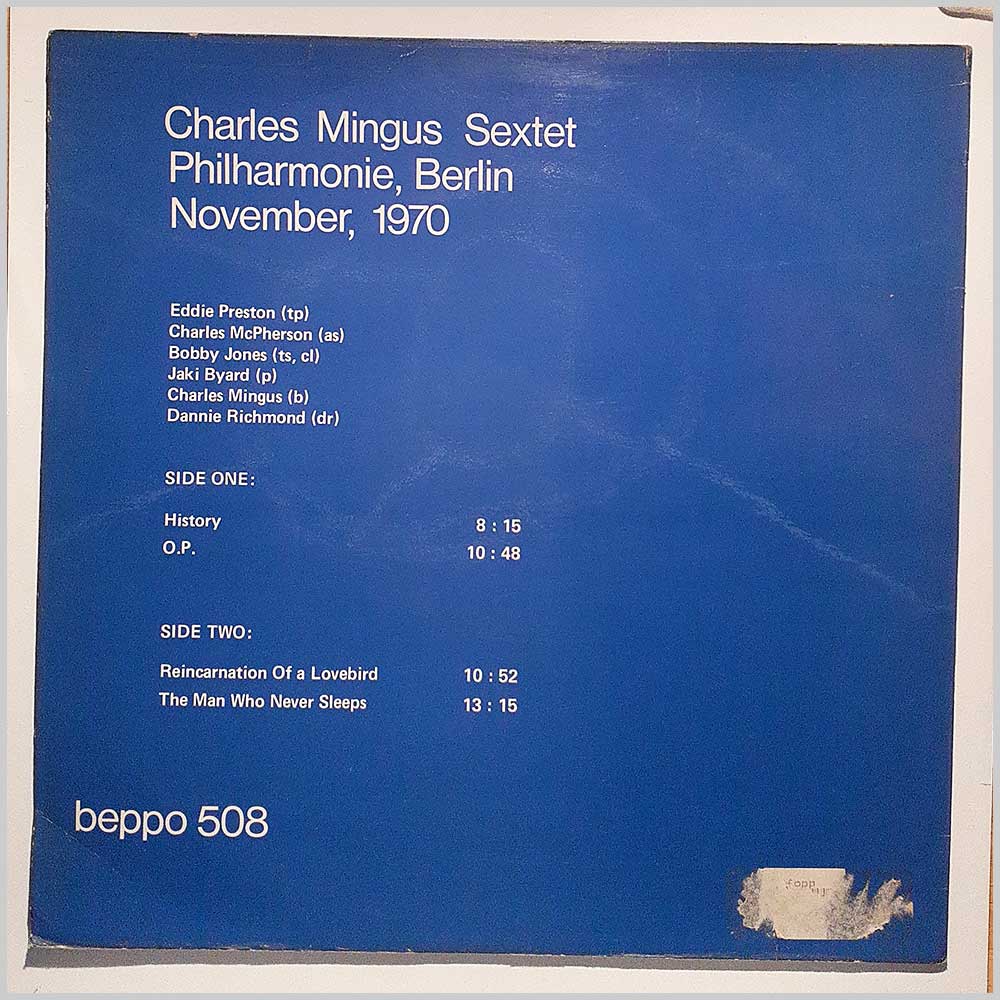 Charles Mingus Sextet
Philharmonie, Berlin
November, 1970
Eddie Preston (tp)
Charles McPherson (as)
Bobby Jones (ts, cl)
Jaki Byard (p)
Charles Mingus (b)
Dannie Richmond (dr)
SIDE ONE:
History 8 : 15
O.P. 10 : 48
SIDE TWO:
Reincarnation Of a Lovebird 10 : 52
The Man Who Never Sleeps 13 : 15
beppo 508
fopp